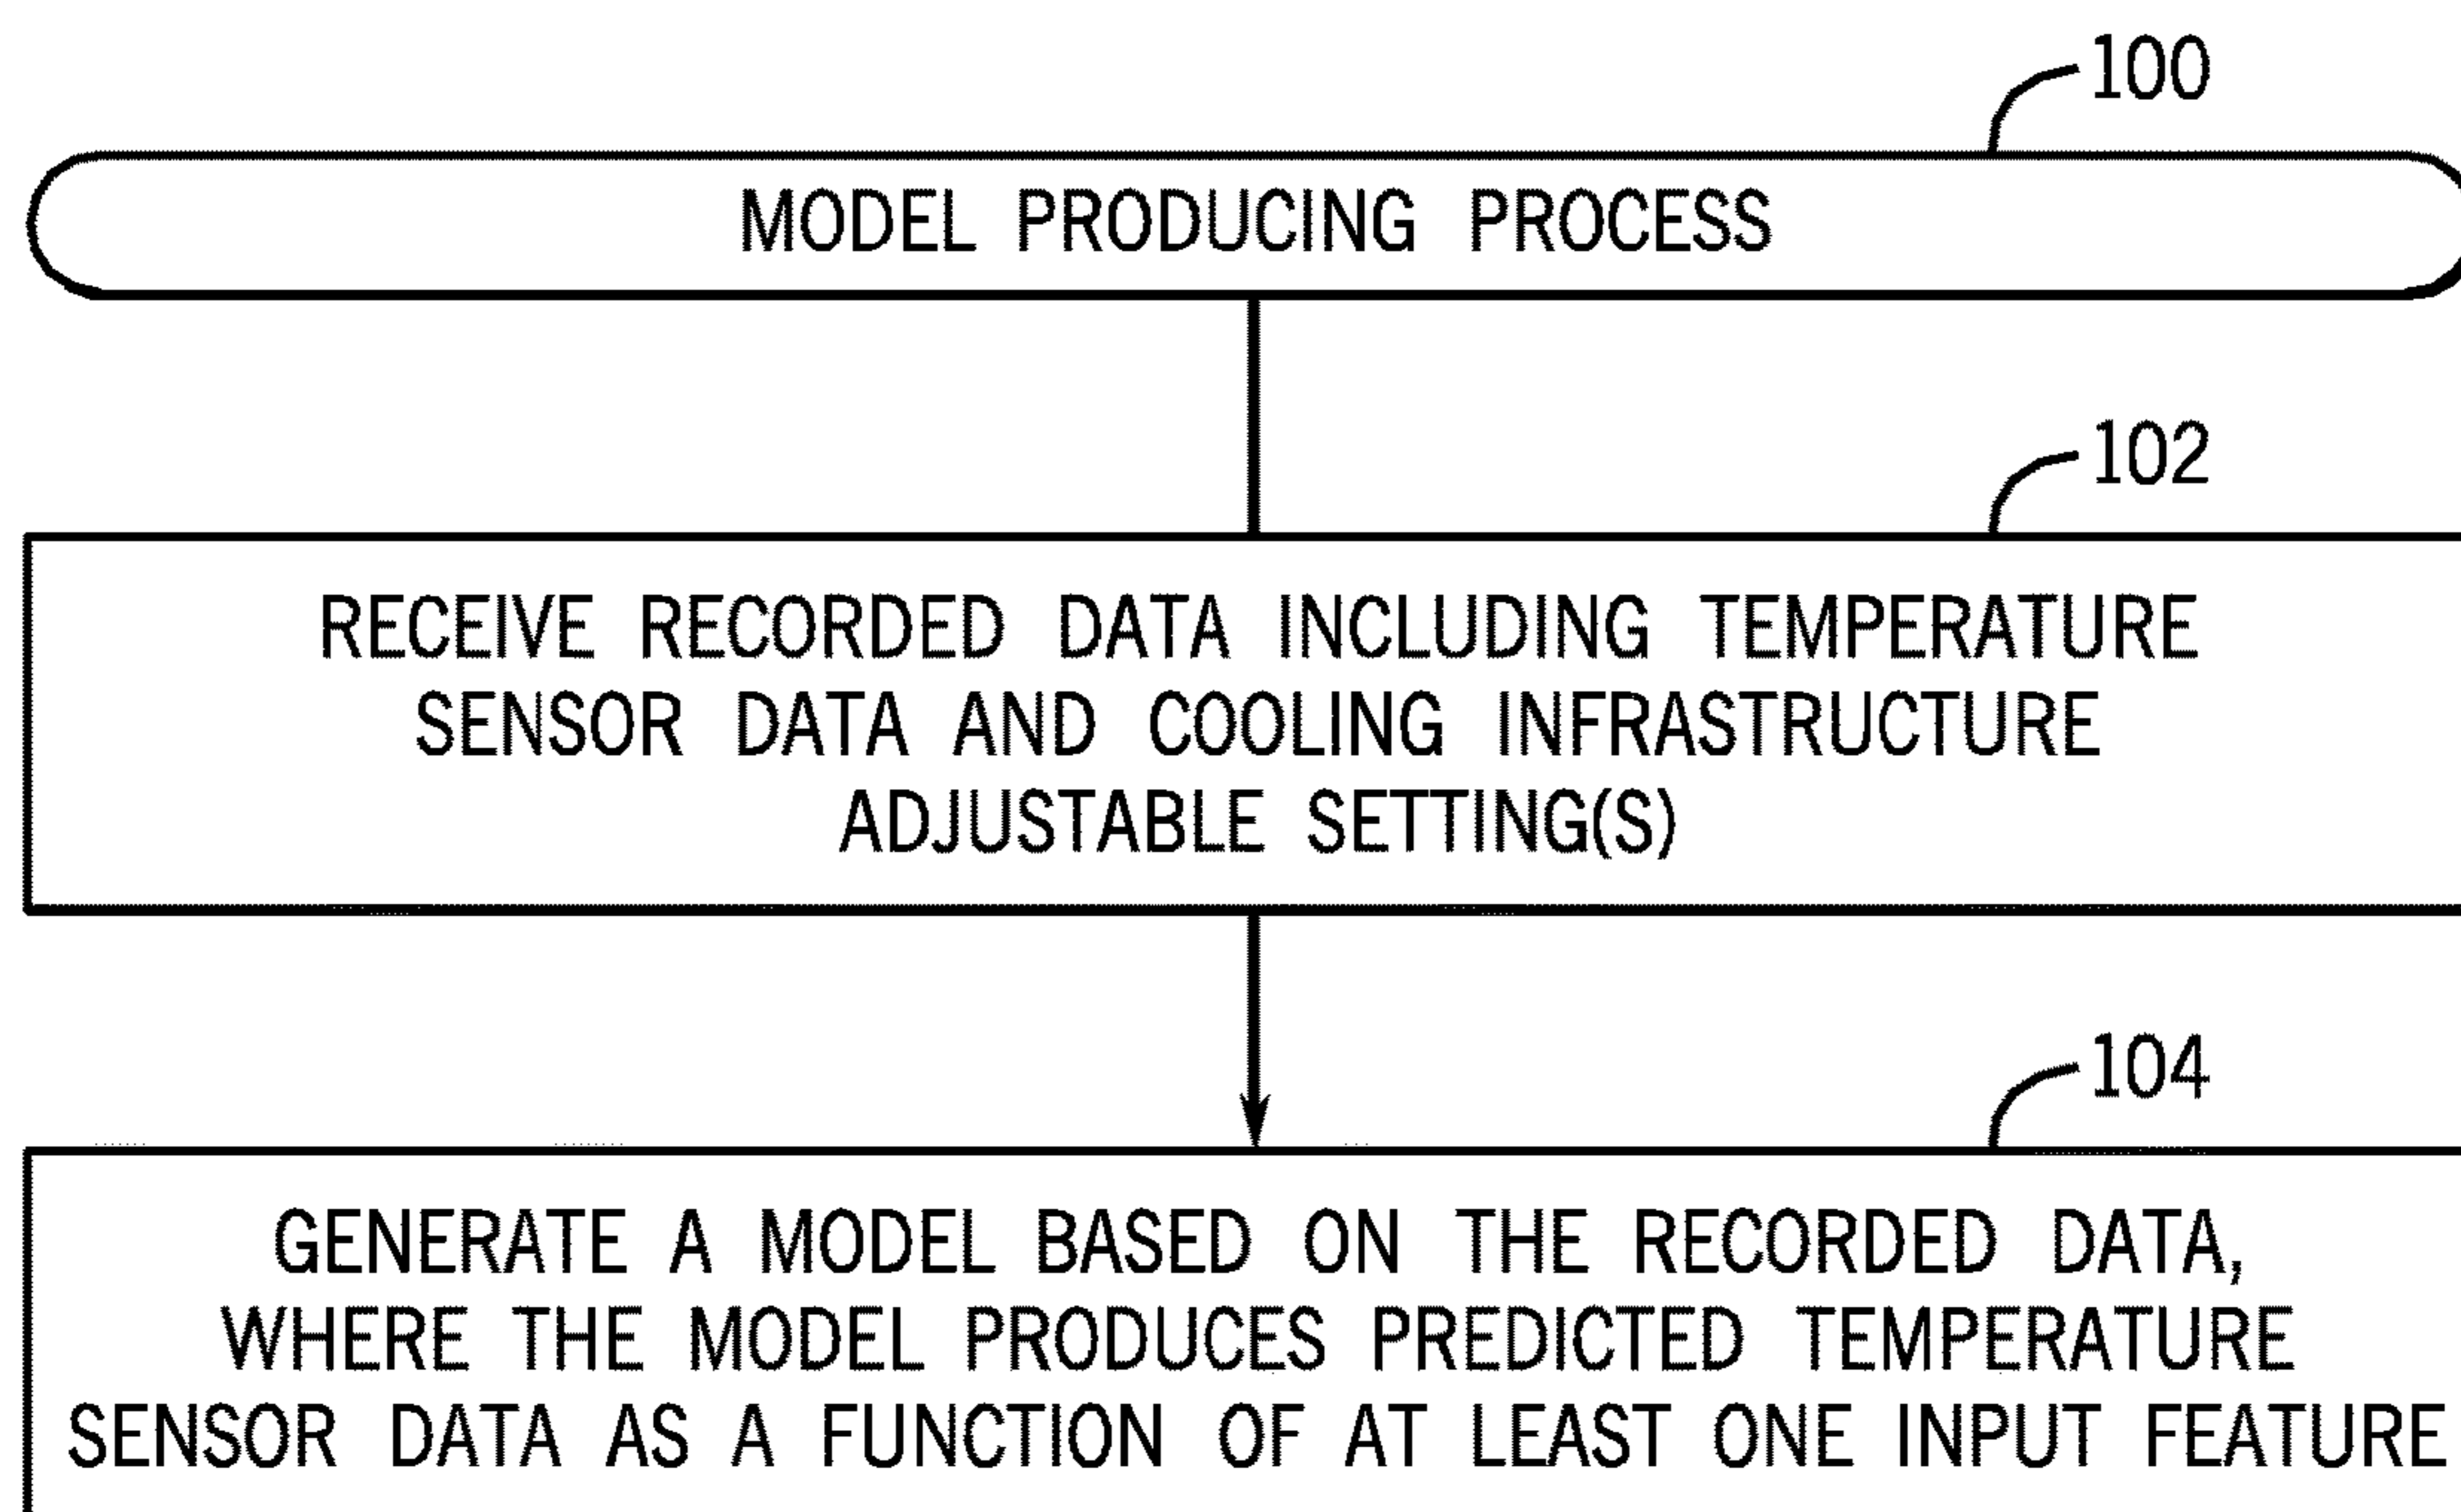 100
MODEL PRODUCING PROCESS
102
RECEIVE RECORDED DATA INCLUDING TEMPERATURE
SENSOR DATA AND COOLING INFRASTRUCTURE
ADJUSTABLE SETTING(S)
104
GENERATE A MODEL BASED ON THE RECORDED DATA,
WHERE THE MODEL PRODUCES PREDICTED TEMPERATURE
SENSOR DATA AS A FUNCTION OF AT LEAST ONE INPUT FEATURE